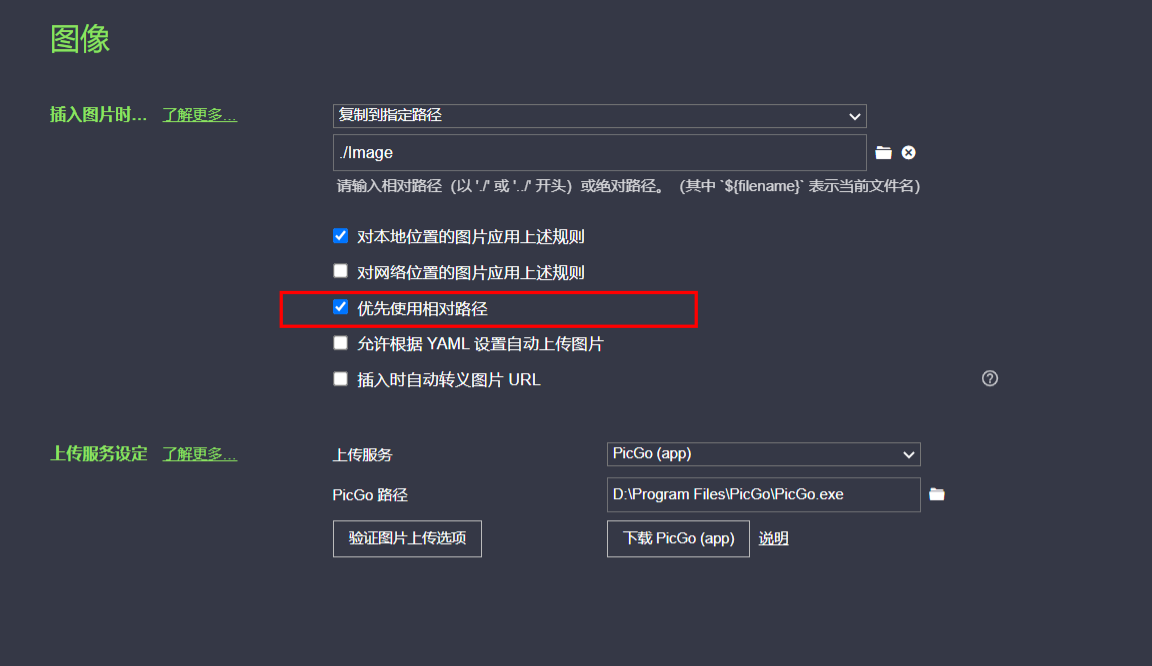 图像
插入图片时... 了解更多...
复制到指定路径
./Image
请输入相对路径（以 './' 或 '../' 开头）或绝对路径。（其中 `${filename}` 表示当前文件名）
对本地位置的图片应用上述规则
对网络位置的图片应用上述规则
优先使用相对路径
允许根据 YAML 设置自动上传图片
插入时自动转义图片 URL
上传服务设定 了解更多... 上传服务 PicGo (app)
PicGo 路径 D:\Program Files\PicGo\PicGo.exe
验证图片上传选项 下载 PicGo (app) 说明